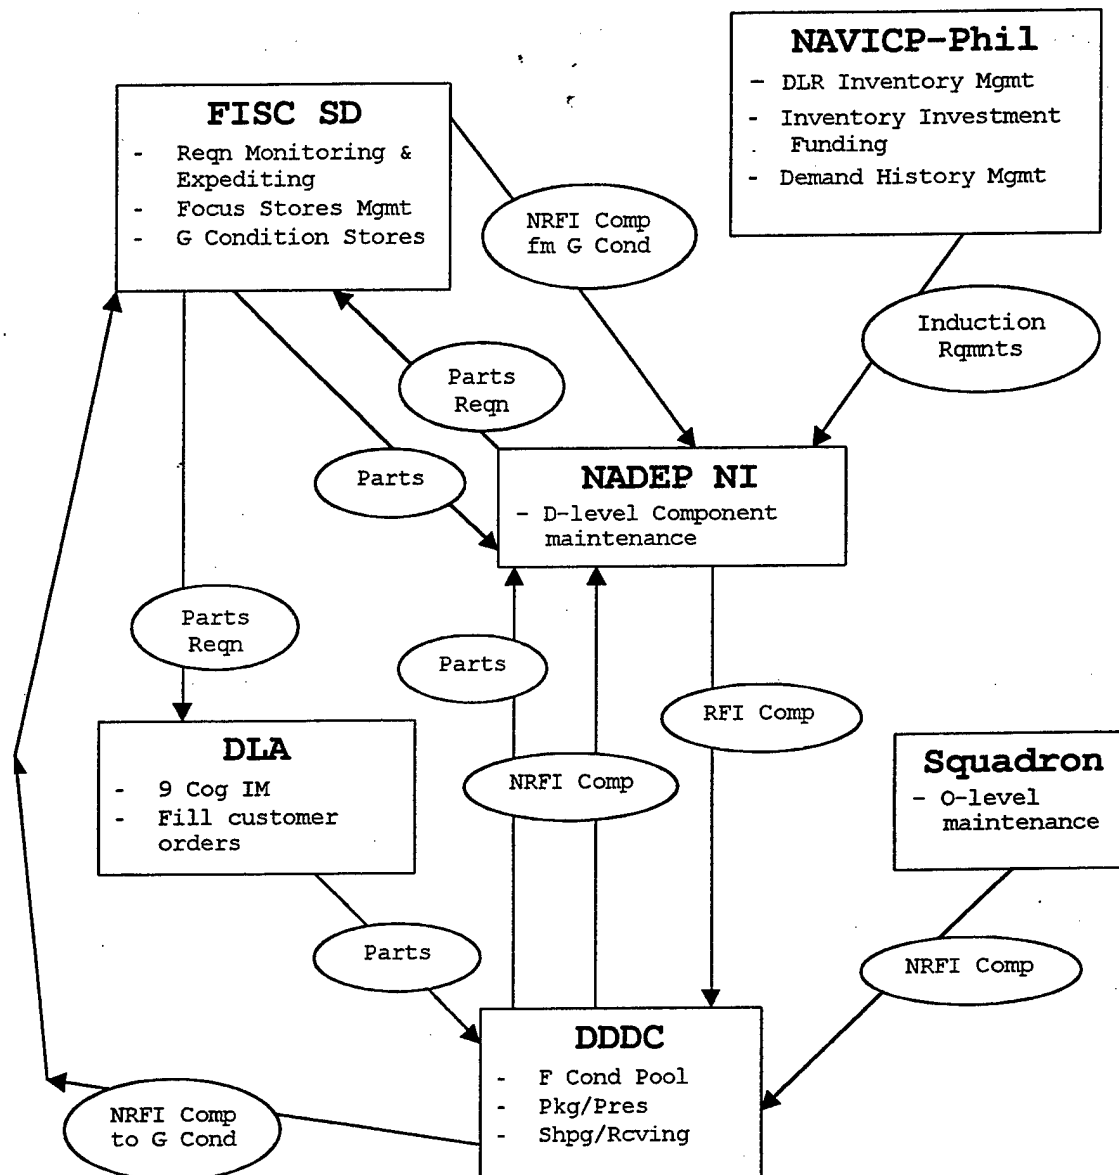 NAVICP-Phil
- DLR Inventory Mgmt
- Inventory Investment
Funding
- Demand History Mgmt
FISC SD
- Reqn Monitoring &
Expediting
- Focus Stores Mgmt
- G Condition Stores
NRFI Comp
fm G Cond
Induction
Rqmnts
Parts
Reqn
Parts
NADEP NI
- D-level Component
maintenance
Parts
Reqn
Parts
RFI Comp
NRFI Comp
DLA
- 9 Cog IM
- Fill customer
orders
Squadron
- O-level
maintenance
Parts
NRFI Comp
DDDC
- F Cond Pool
- Pkg/Pres
- Shpg/Rcving
NRFI Comp
to G Cond